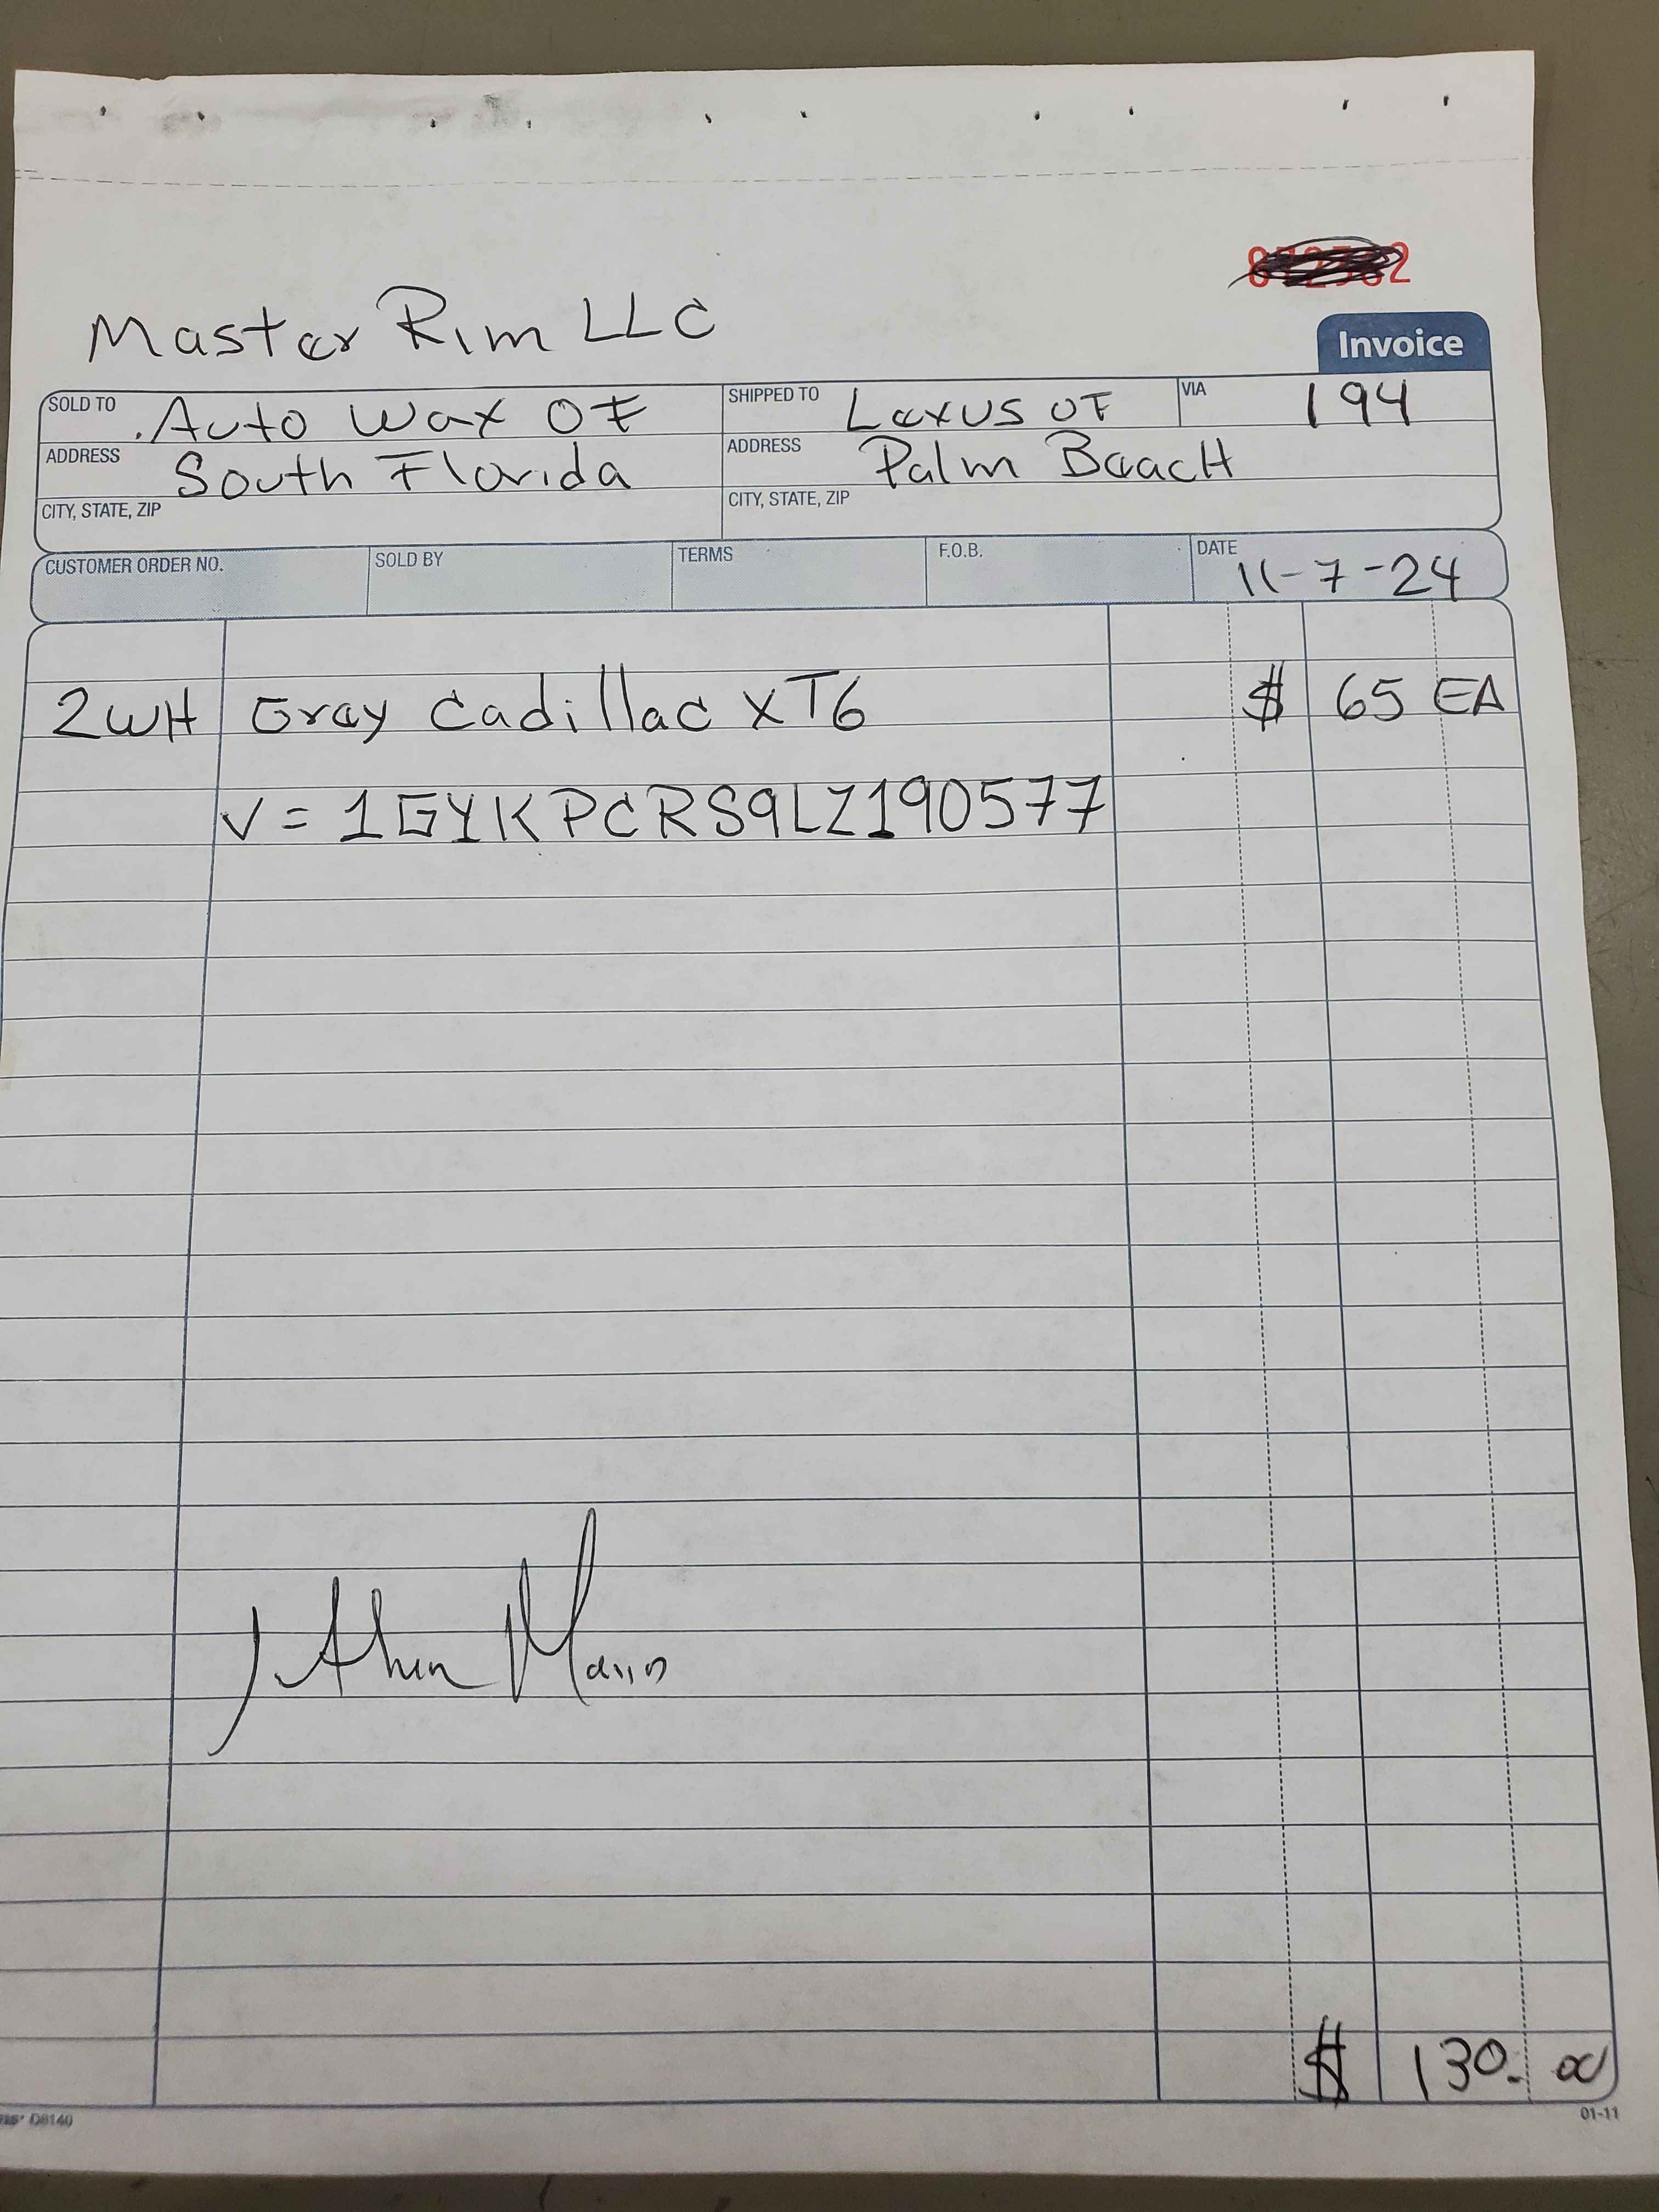 Master Rim LLC
Invoice
SOLD TO Auto Wax OF
SHIPPED TO Lexus OF
VIA 194
ADDRESS South Florida
ADDRESS Palm BeacH
CITY, STATE, ZIP
CITY, STATE, ZIP
CUSTOMER ORDER NO. SOLD BY TERMS F.O.B. DATE 11-7-24
2WH Gray Cadillac XT6 $ 65 EA
V = 1GYKPCRS9LZ190577
$ 130.00
D8140
01-11